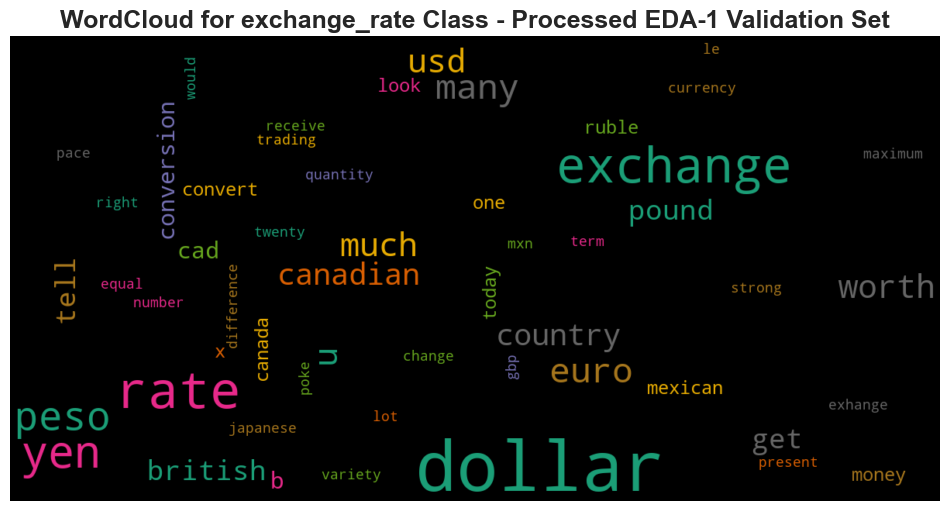 WordCloud for exchange_rate Class - Processed EDA-1 Validation Set
le
usd
would
look
many
currency
receive
ruble
trading
conversion
pace
exchange
maximum
quantity
convert
right
one
pound
twenty
much
mxn
term
cad
canadian
tell
equal
today
strong
worth
number
difference
canada
country
x
u
change
gbp
euro
poke
mexican
rate
exhange
peso
lot
japanese
get
yen
dollar
present
british
b
variety
money